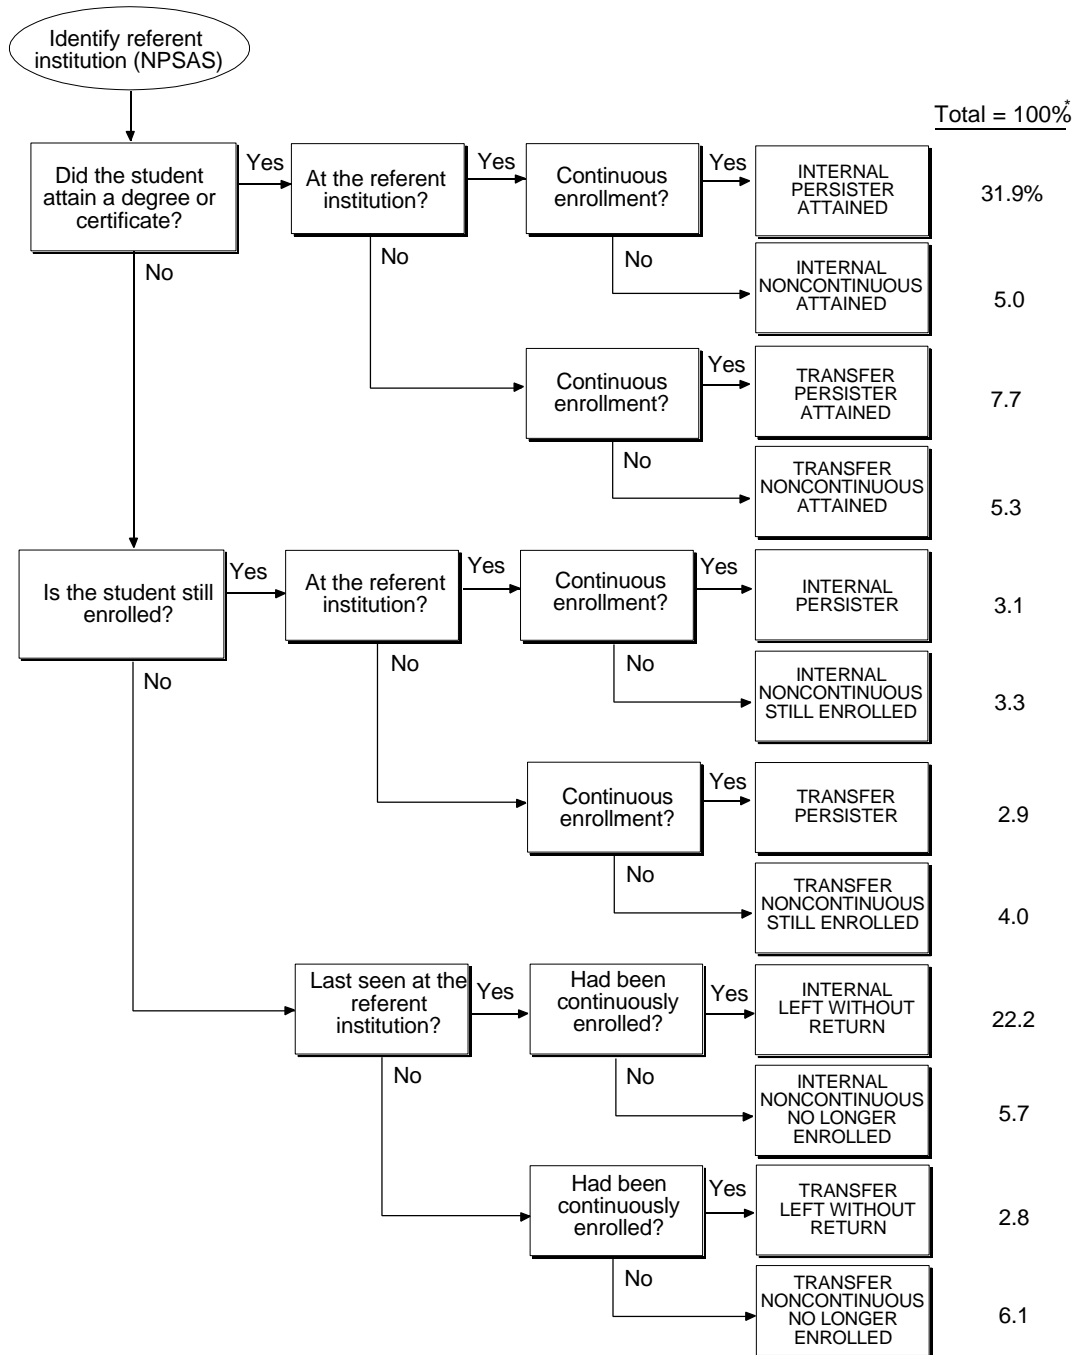 Identify referent
institution (NPSAS)
Total = 100%*
Did the student
attain a degree or
certificate?
Yes
At the referent
institution?
Yes
Continuous
enrollment?
Yes
INTERNAL
PERSISTER
ATTAINED
31.9%
No
No
No
INTERNAL
NONCONTINUOUS
ATTAINED
5.0
Continuous
enrollment?
Yes
TRANSFER
PERSISTER
ATTAINED
7.7
No
TRANSFER
NONCONTINUOUS
ATTAINED
5.3
Is the student still
enrolled?
Yes
At the referent
institution?
Yes
Continuous
enrollment?
Yes
INTERNAL
PERSISTER
3.1
No
No
No
INTERNAL
NONCONTINUOUS
STILL ENROLLED
3.3
Continuous
enrollment?
Yes
TRANSFER
PERSISTER
2.9
No
TRANSFER
NONCONTINUOUS
STILL ENROLLED
4.0
Last seen at the
referent
institution?
Yes
Had been
continuously
enrolled?
Yes
INTERNAL
LEFT WITHOUT
RETURN
22.2
No
No
INTERNAL
NONCONTINUOUS
NO LONGER
ENROLLED
5.7
Had been
continuously
enrolled?
Yes
TRANSFER
LEFT WITHOUT
RETURN
2.8
No
TRANSFER
NONCONTINUOUS
NO LONGER
ENROLLED
6.1